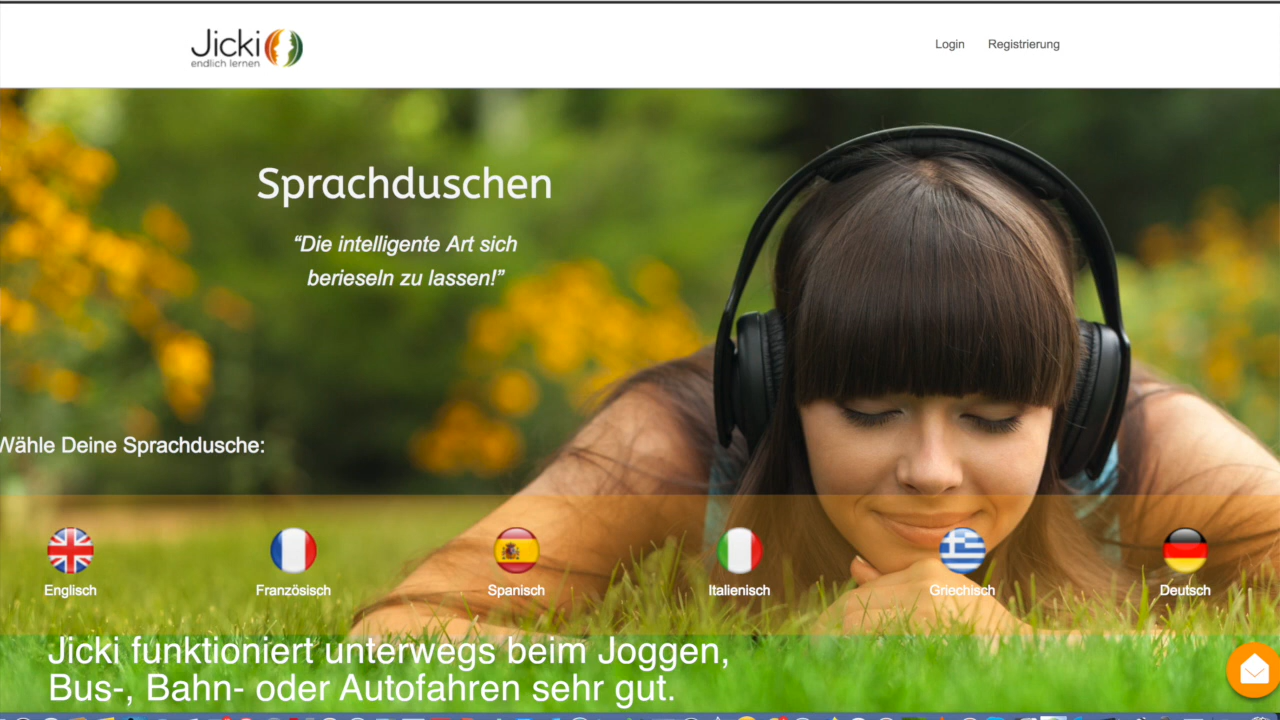 Jicki
endlich lernen
Login Registrierung
Sprachduschen
“Die intelligente Art sich
berieseln zu lassen!”
Wähle Deine Sprachdusche:
Englisch Französisch Spanisch Italienisch Griechisch Deutsch
Jicki funktioniert unterwegs beim Joggen,
Bus-, Bahn- oder Autofahren sehr gut.